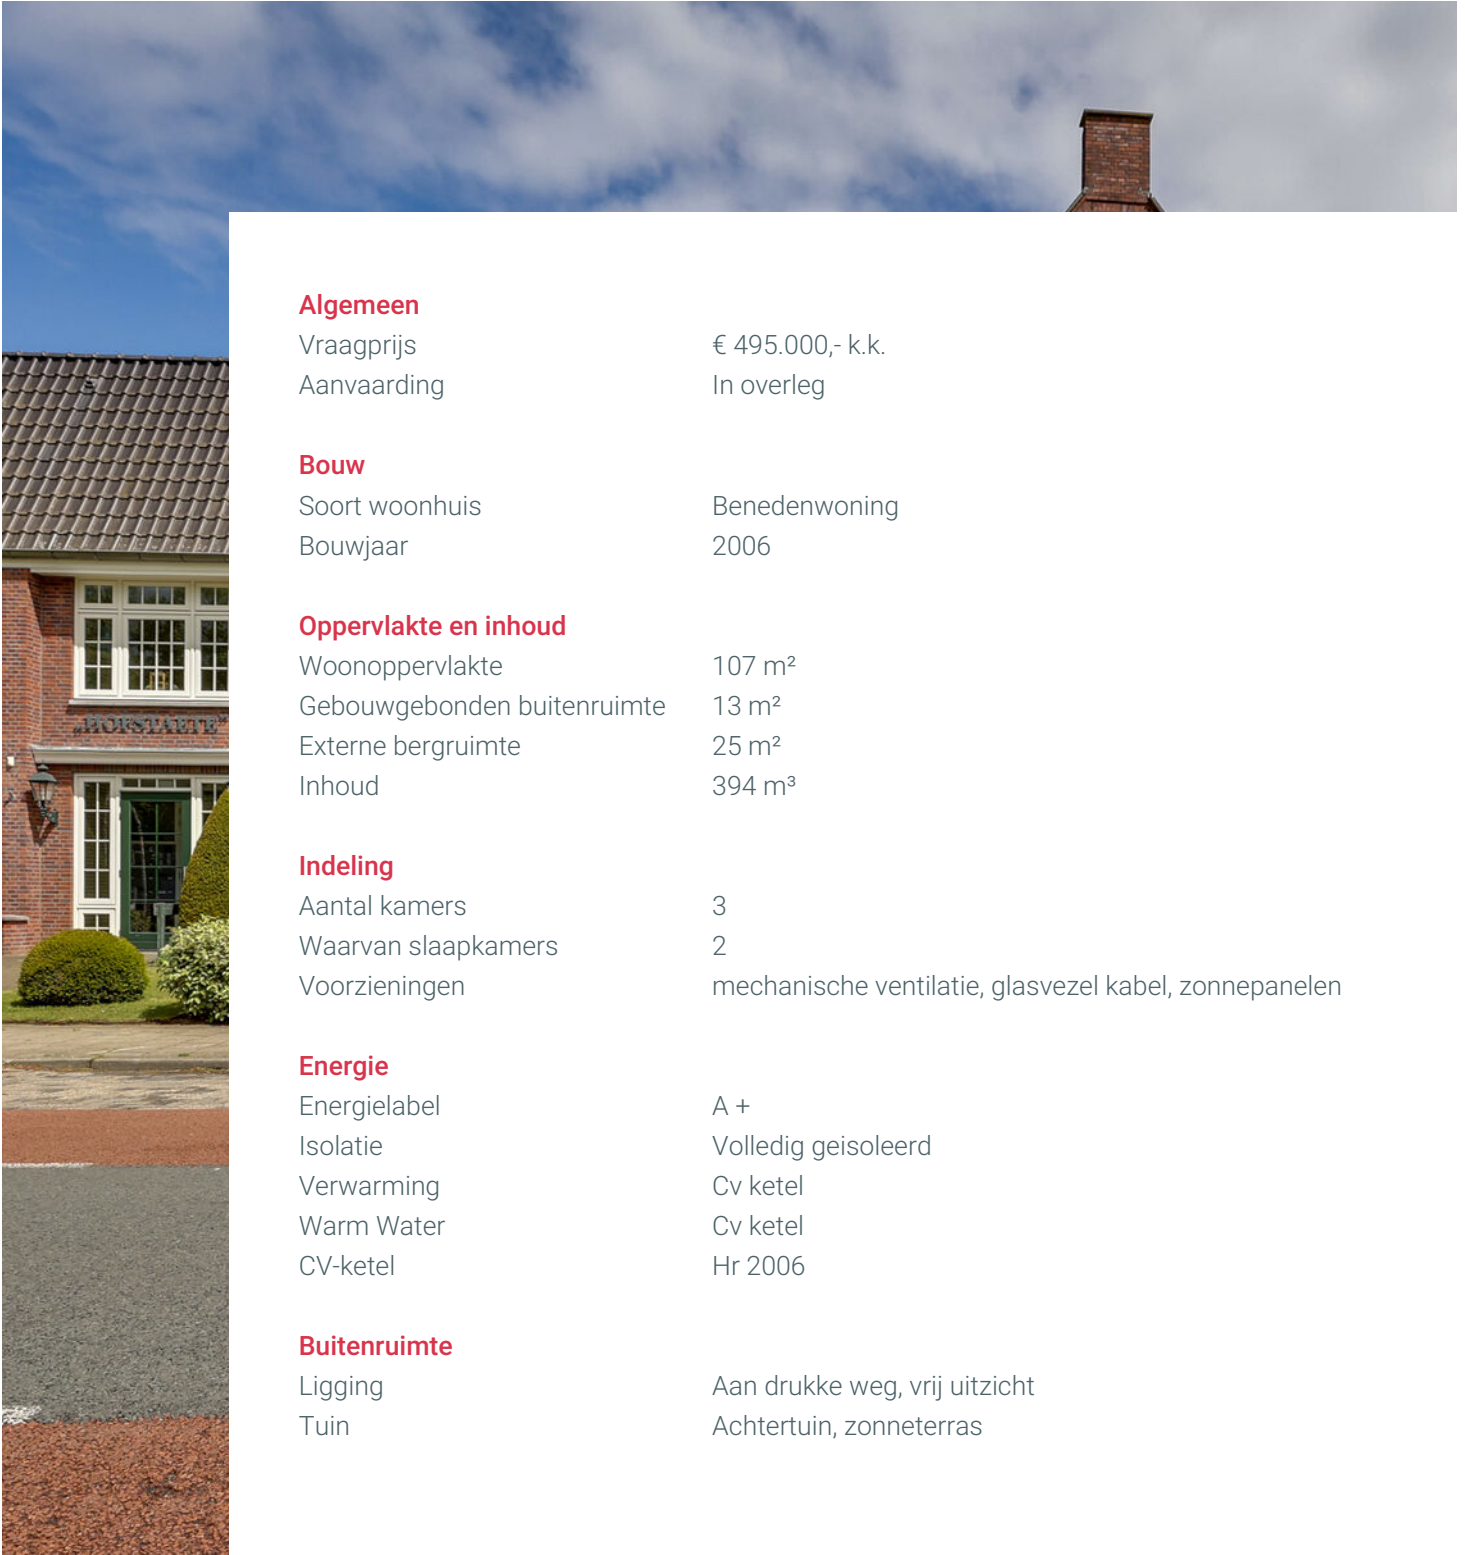 „HOFSTAETE"
Algemeen
Vraagprijs € 495.000,- k.k.
Aanvaarding In overleg
Bouw
Soort woonhuis Benedenwoning
Bouwjaar 2006
Oppervlakte en inhoud
Woonoppervlakte 107 m²
Gebouwgebonden buitenruimte 13 m²
Externe bergruimte 25 m²
Inhoud 394 m³
Indeling
Aantal kamers 3
Waarvan slaapkamers 2
Voorzieningen mechanische ventilatie, glasvezel kabel, zonnepanelen
Energie
Energielabel A +
Isolatie Volledig geisoleerd
Verwarming Cv ketel
Warm Water Cv ketel
CV-ketel Hr 2006
Buitenruimte
Ligging Aan drukke weg, vrij uitzicht
Tuin Achtertuin, zonneterras